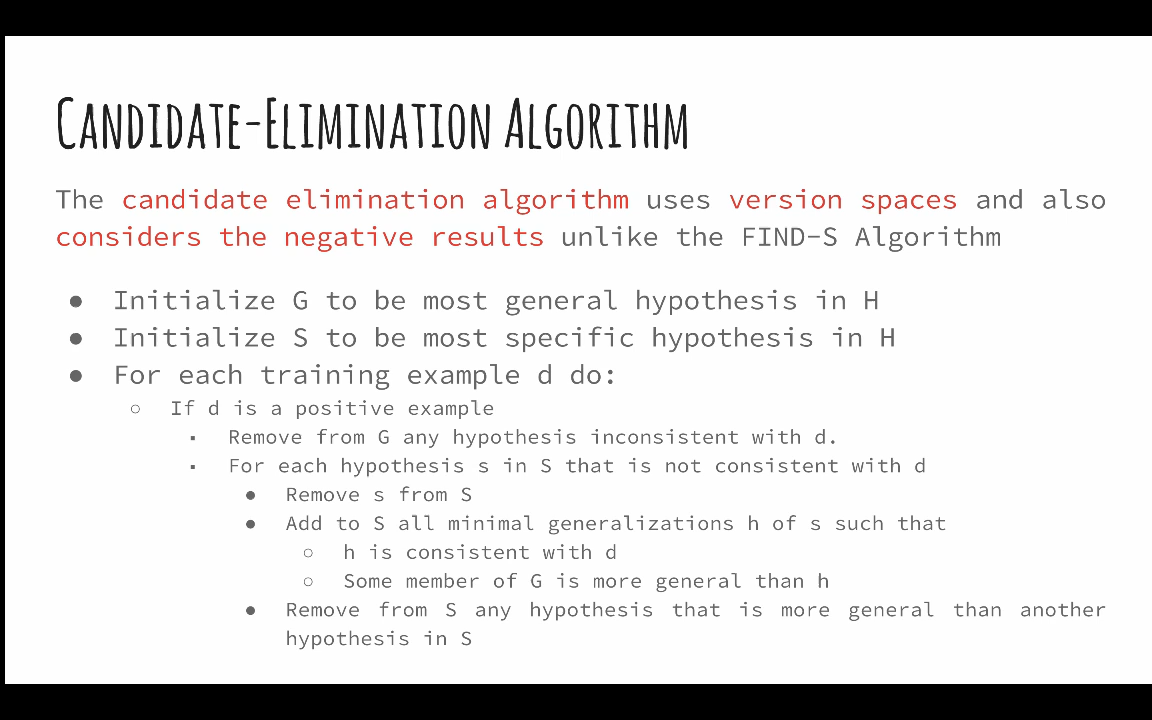 CANDIDATE-ELIMINATION ALGORITHM
The candidate elimination algorithm uses version spaces and also
considers the negative results unlike the FIND-S Algorithm
● Initialize G to be most general hypothesis in H
● Initialize S to be most specific hypothesis in H
● For each training example d do:
○ If d is a positive example
▪ Remove from G any hypothesis inconsistent with d.
▪ For each hypothesis s in S that is not consistent with d
● Remove s from S
● Add to S all minimal generalizations h of s such that
○ h is consistent with d
○ Some member of G is more general than h
● Remove from S any hypothesis that is more general than another
hypothesis in S